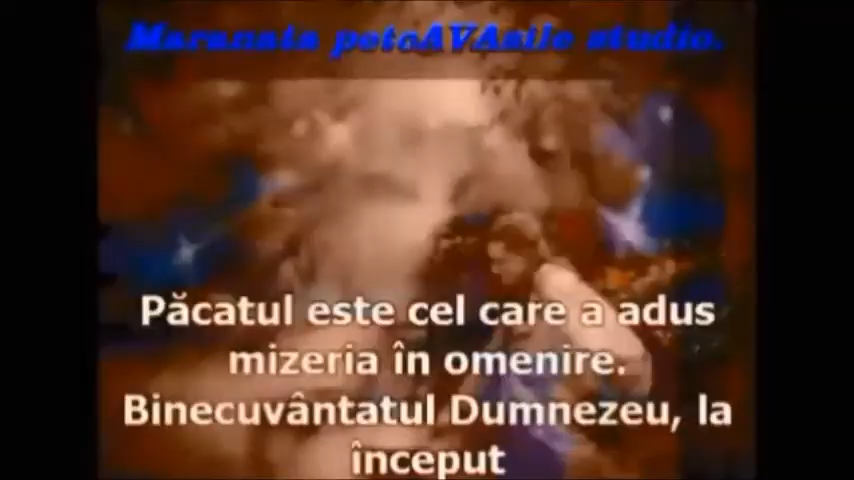 Maranata petoAVAsile studio.
Păcatul este cel care a adus
mizeria în omenire.
Binecuvântatul Dumnezeu, la
început